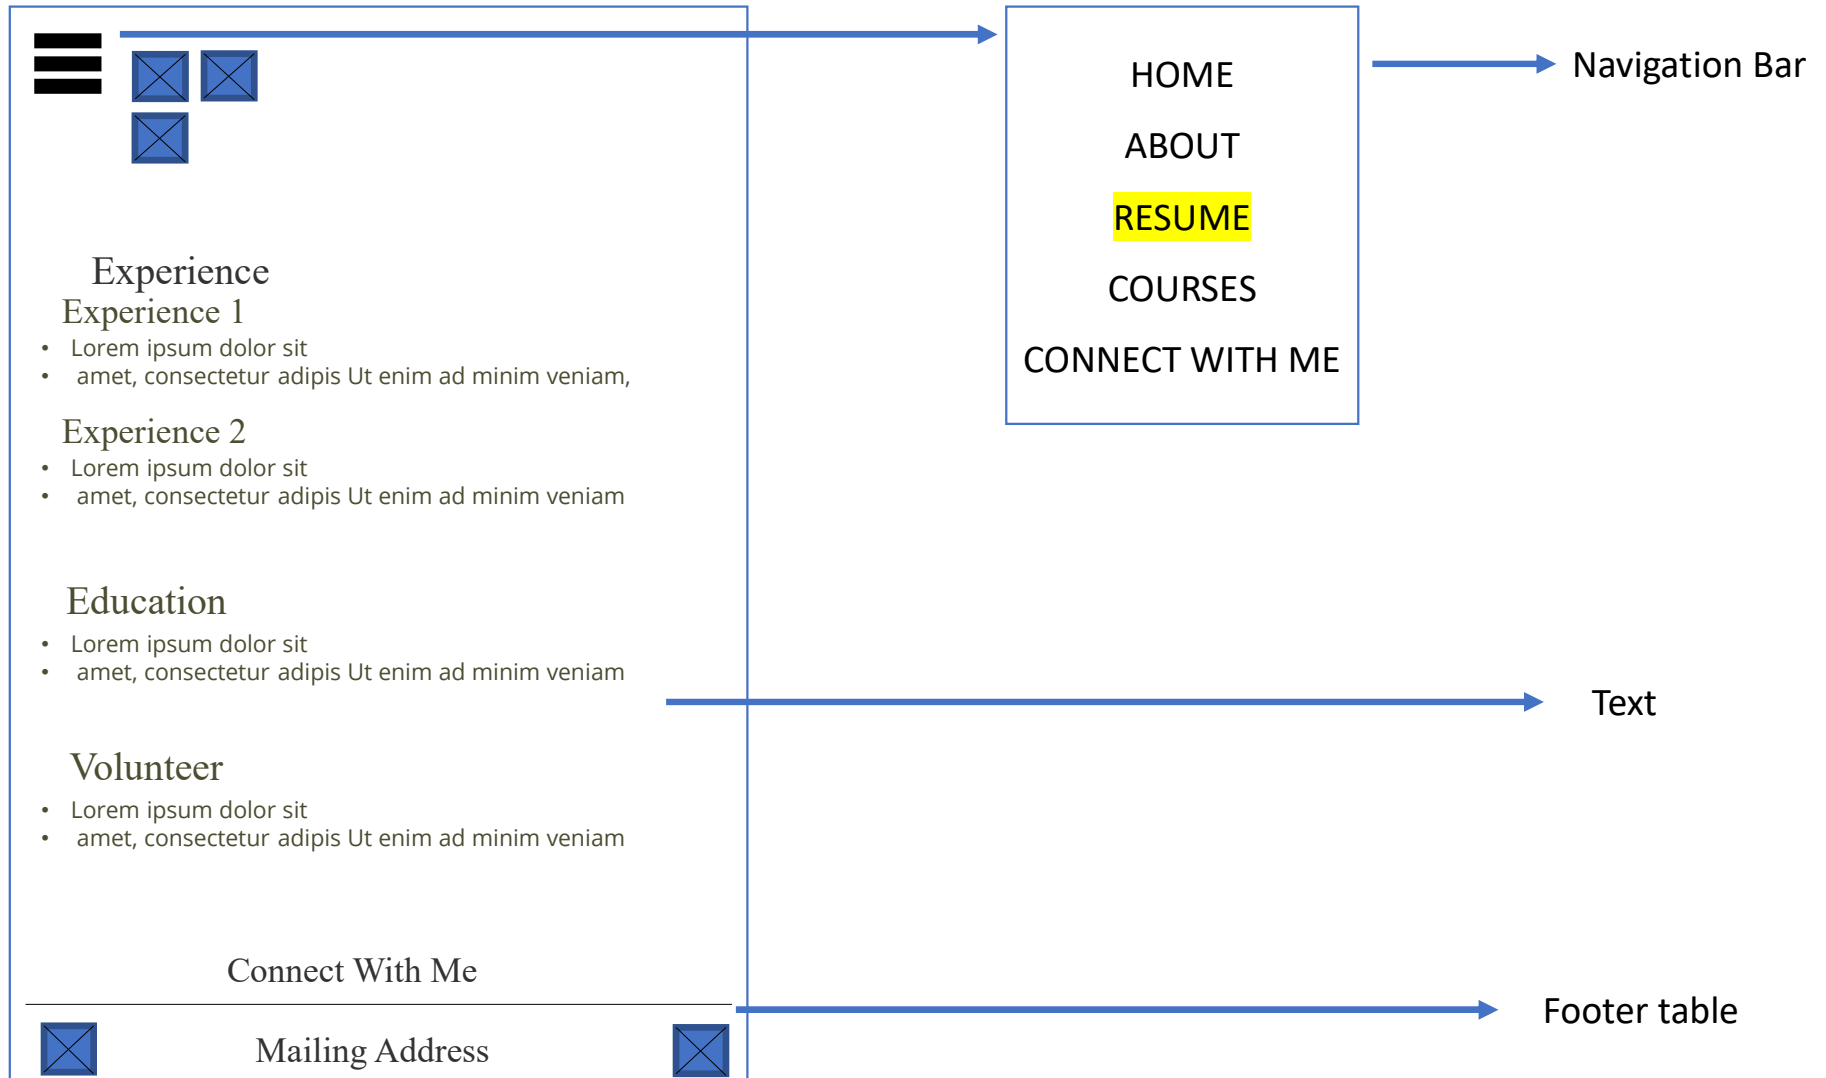 HOME
ABOUT
RESUME
COURSES
CONNECT WITH ME
Navigation Bar
Experience
Experience 1
• Lorem ipsum dolor sit
• amet, consectetur adipis Ut enim ad minim veniam,
Experience 2
• Lorem ipsum dolor sit
• amet, consectetur adipis Ut enim ad minim veniam
Education
• Lorem ipsum dolor sit
• amet, consectetur adipis Ut enim ad minim veniam
Text
Volunteer
• Lorem ipsum dolor sit
• amet, consectetur adipis Ut enim ad minim veniam
Connect With Me
Footer table
Mailing Address